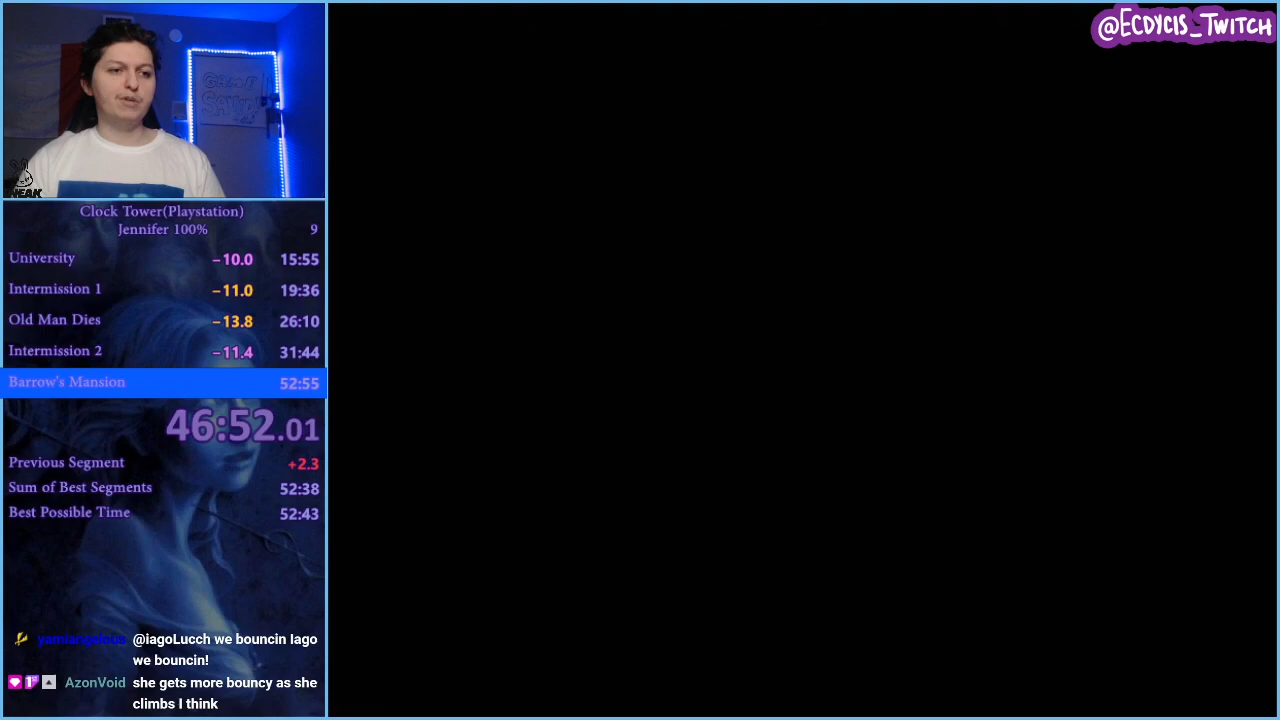 @ECDYCIS_TWITCH
Clock Tower(Playstation)
Jennifer 100%
9
University −10.0 15:55
Intermission 1 −11.0 19:36
Old Man Dies −13.8 26:10
Intermission 2 −11.4 31:44
Barrow's Mansion 52:55
46:52.01
Previous Segment +2.3
Sum of Best Segments 52:38
Best Possible Time 52:43
@iagoLucch we bouncin Iago
we bouncin!
AzonVoid she gets more bouncy as she
climbs I think